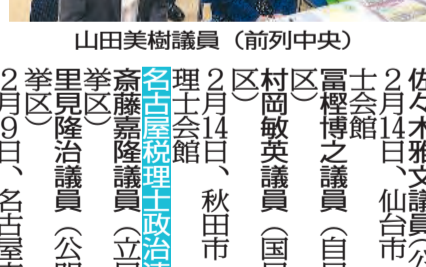 山田美樹議員（前列中央）
佐々木雅文議員（公
２月14日、仙台市
士会館
冨樫博之議員（自民
区）
村岡敏英議員（国民
区）
２月14日、秋田市
理士会館
名古屋税理士政治連
斎藤嘉隆議員（立民
挙区）
里見隆治議員（公明
挙区）
２月９日、名古屋市